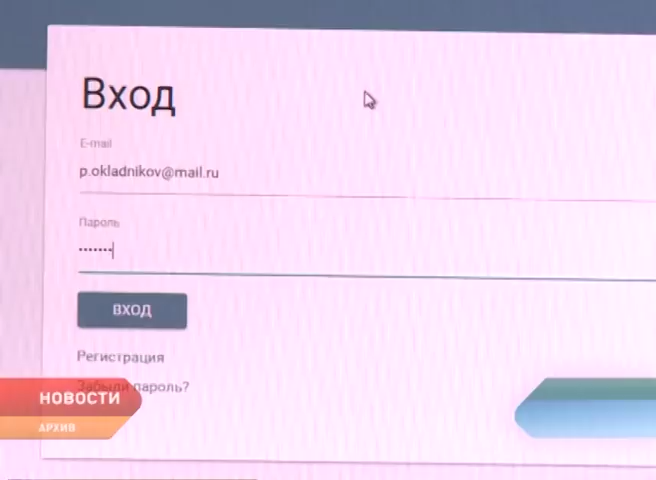 Вход
E-mail
p.okladnikov@mail.ru
Пароль
•••••••
ВХОД
Регистрация
Забыли пароль?
НОВОСТИ
АРХИВ